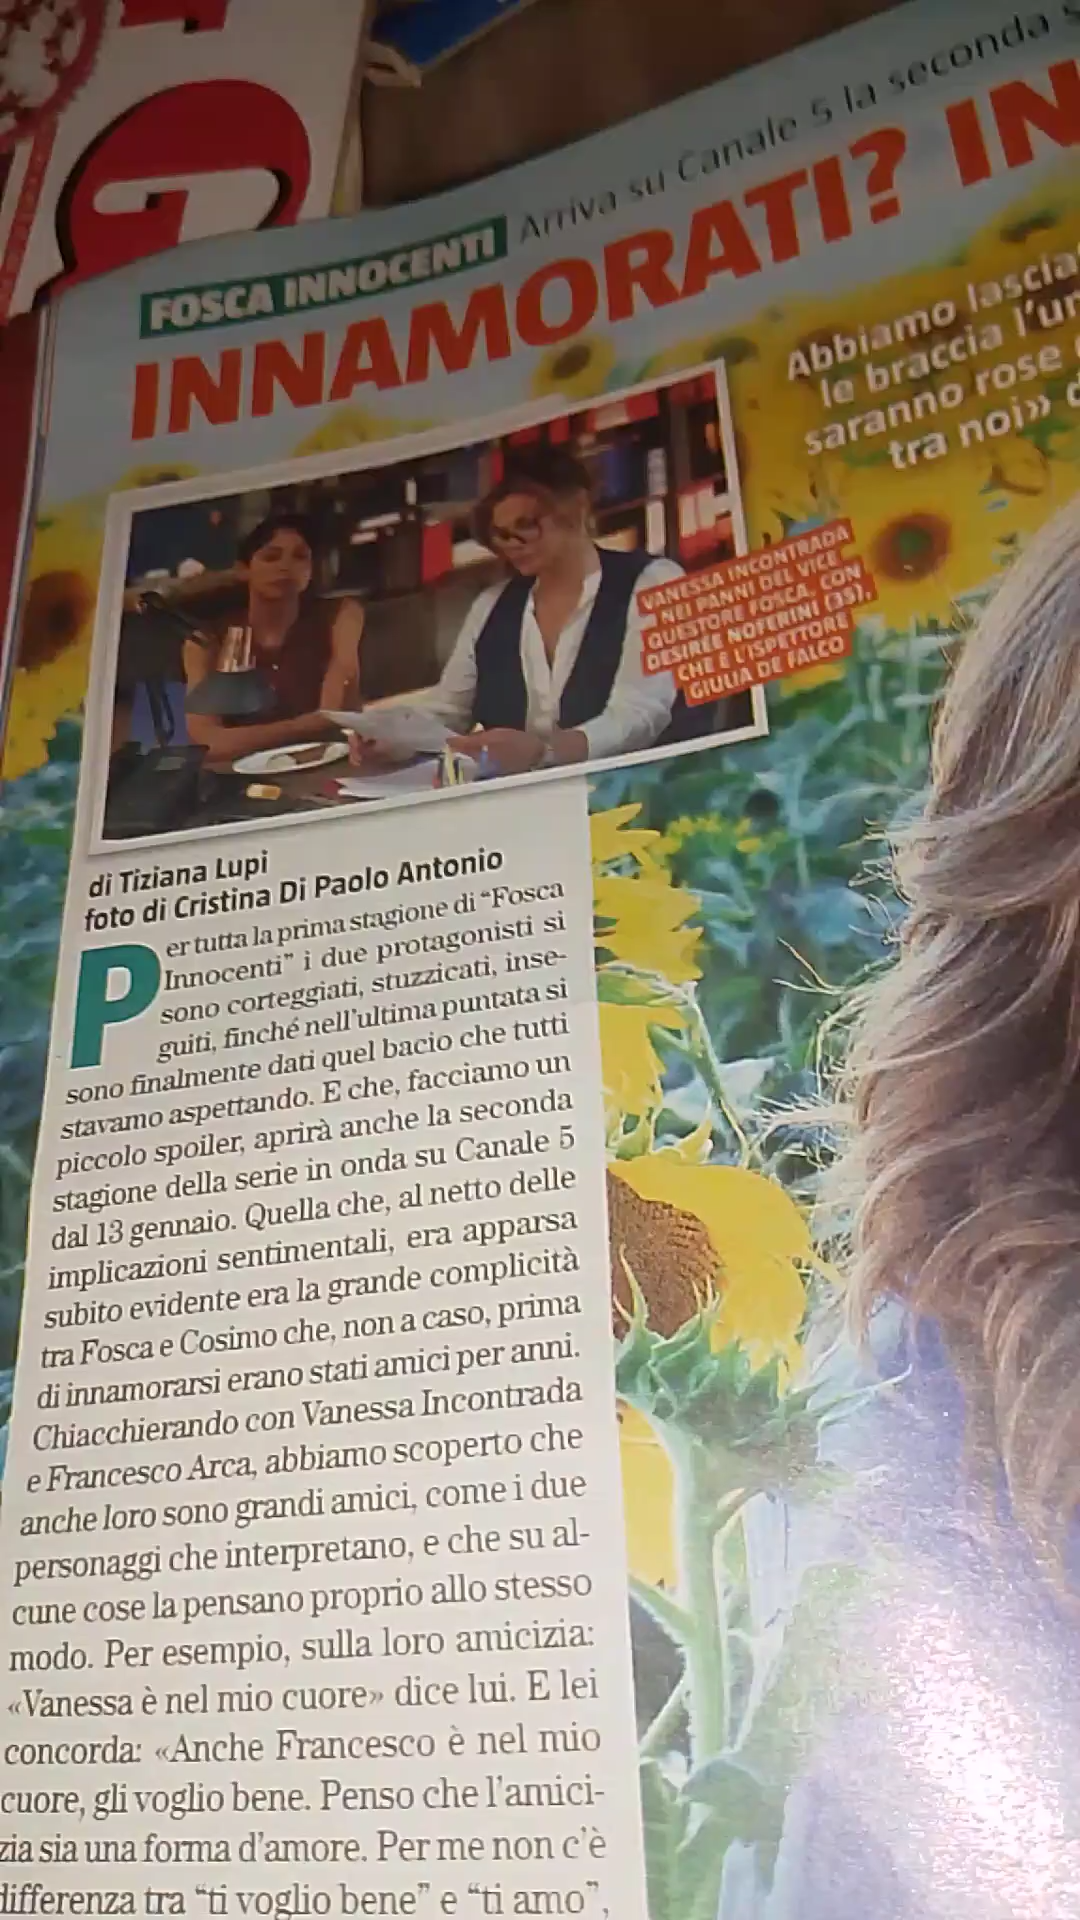 FOSCA INNOCENTI Arriva su Canale 5 la seconda
INNAMORATI? IN
Abbiamo lascia
le braccia l'un
saranno rose
tra noi» d
VANESSA INCONTRADA
NEI PANNI DEL VICE
QUESTORE FOSCA, CON
DESIRÉE NOFERINI (35),
CHE È L'ISPETTORE
GIULIA DE FALCO
di Tiziana Lupi
foto di Cristina Di Paolo Antonio
Per tutta la prima stagione di “Fosca
Innocenti” i due protagonisti si
sono corteggiati, stuzzicati, inse-
guiti, finché nell'ultima puntata si
sono finalmente dati quel bacio che tutti
stavamo aspettando. E che, facciamo un
piccolo spoiler, aprirà anche la seconda
stagione della serie in onda su Canale 5
dal 13 gennaio. Quella che, al netto delle
implicazioni sentimentali, era apparsa
subito evidente era la grande complicità
tra Fosca e Cosimo che, non a caso, prima
di innamorarsi erano stati amici per anni.
Chiacchierando con Vanessa Incontrada
e Francesco Arca, abbiamo scoperto che
anche loro sono grandi amici, come i due
personaggi che interpretano, e che su al-
cune cose la pensano proprio allo stesso
modo. Per esempio, sulla loro amicizia:
«Vanessa è nel mio cuore» dice lui. E lei
concorda: «Anche Francesco è nel mio
cuore, gli voglio bene. Penso che l'amici-
zia sia una forma d'amore. Per me non c'è
differenza tra “ti voglio bene” e “ti amo”,